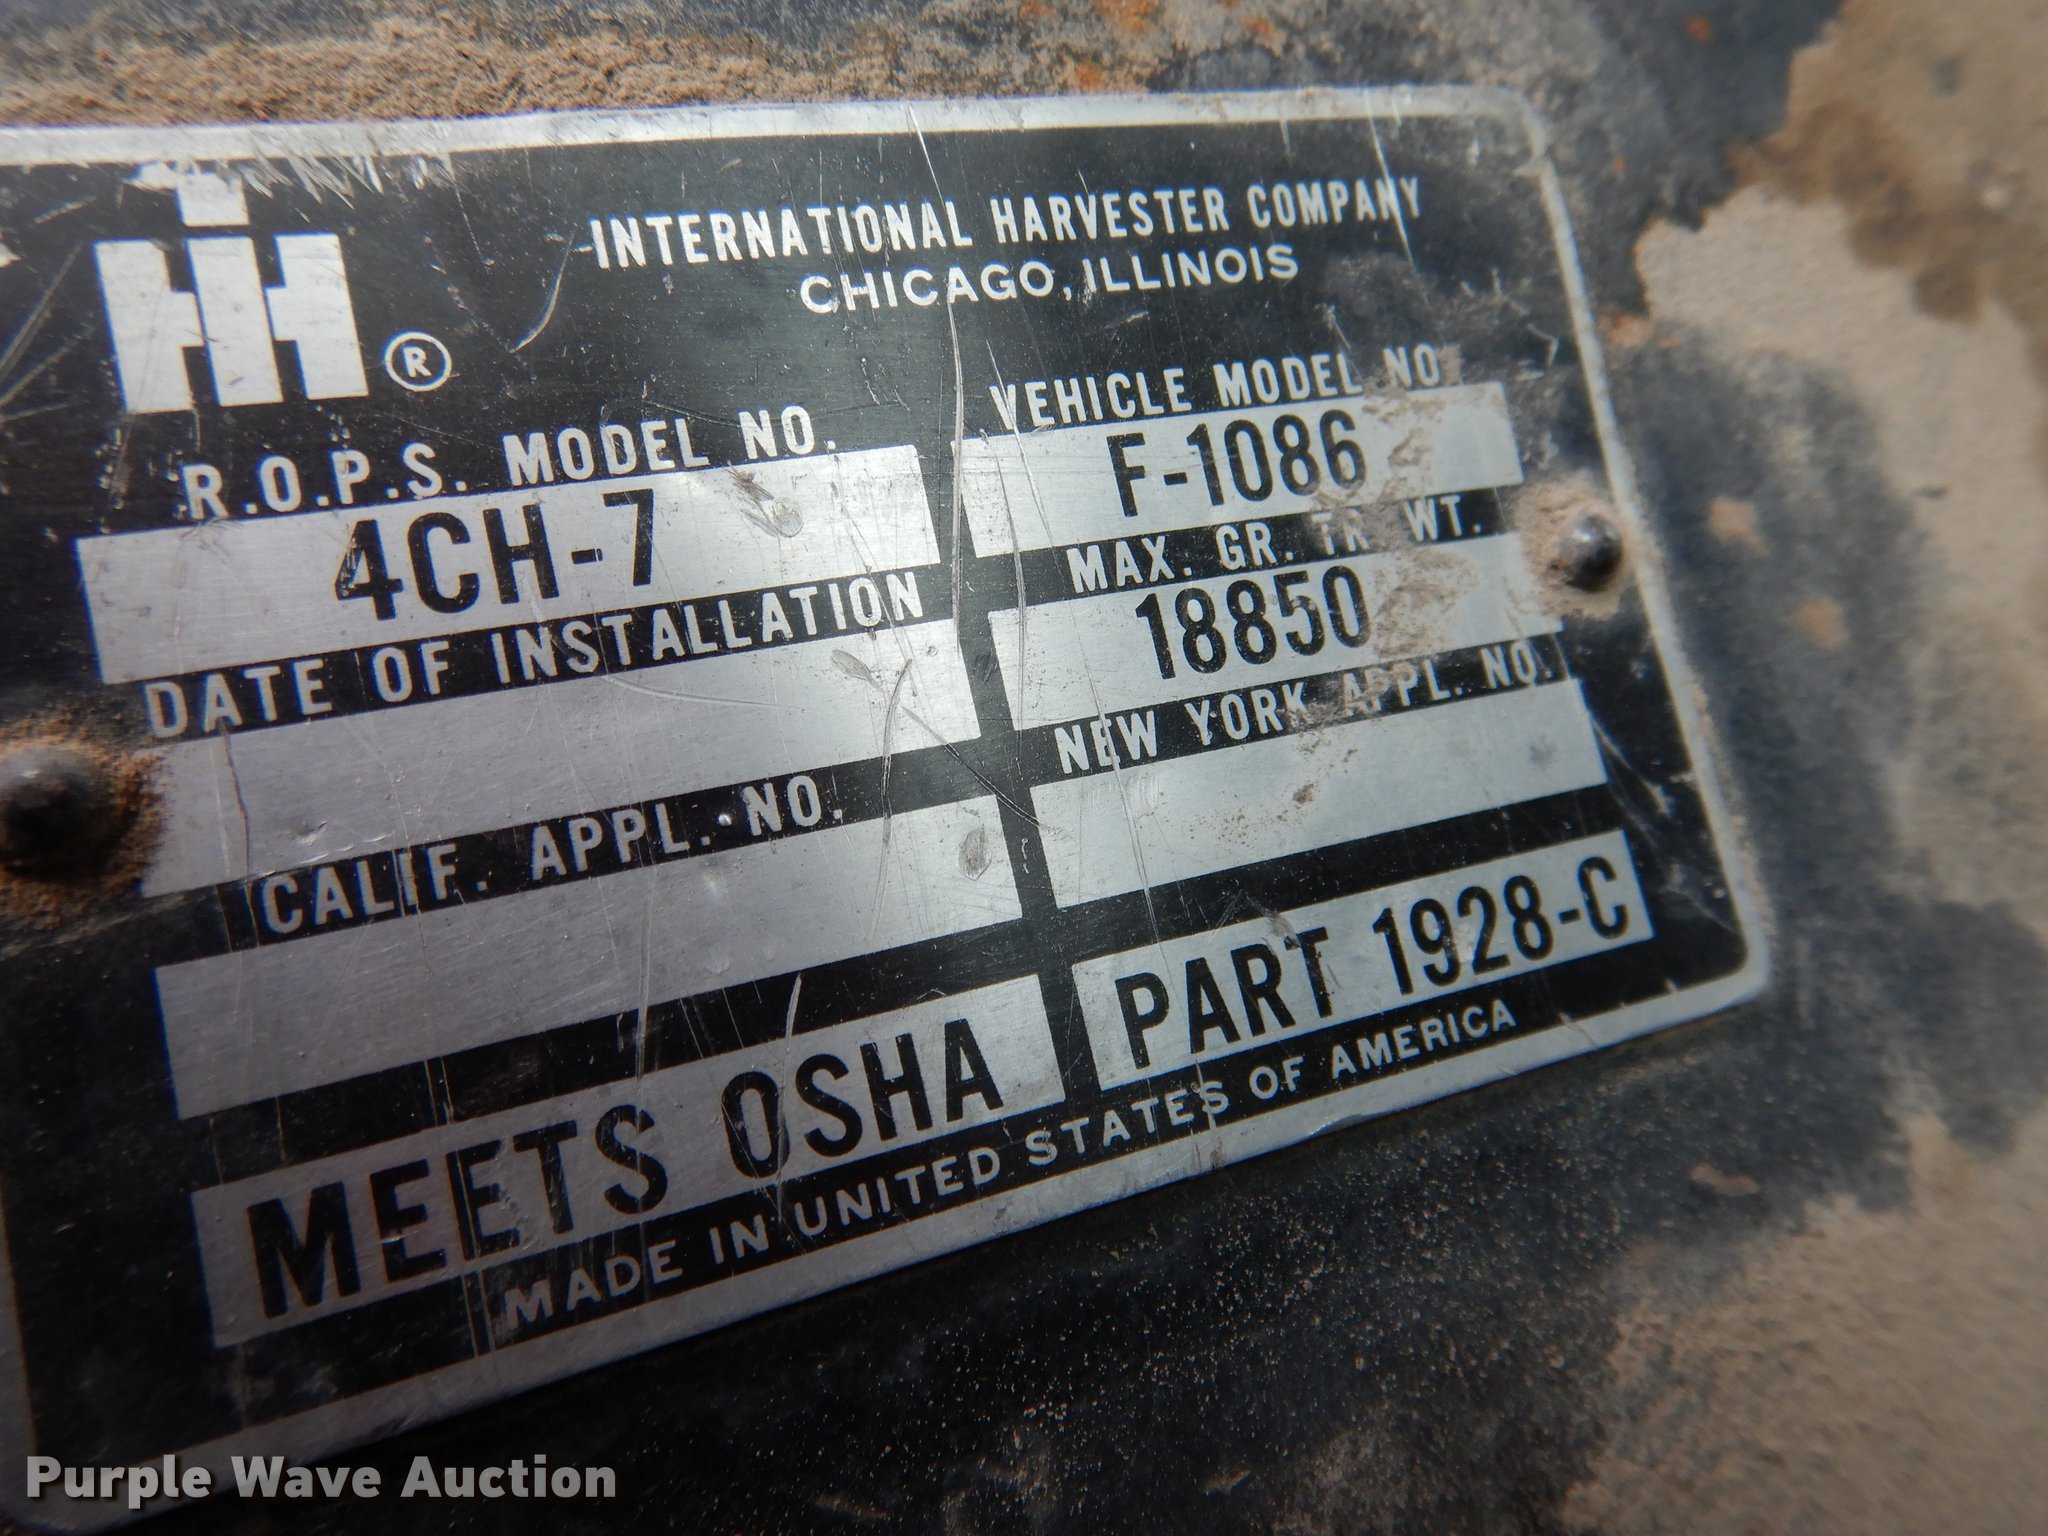 INTERNATIONAL HARVESTER COMPANY
CHICAGO, ILLINOIS
IH ®
R.O.P.S. MODEL NO.
4CH-7
VEHICLE MODEL NO.
F-1086
DATE OF INSTALLATION
MAX. GR. TR. WT.
18850
CALIF. APPL. NO.
NEW YORK APPL. NO.
MEETS OSHA
PART 1928-C
MADE IN UNITED STATES OF AMERICA
Purple Wave Auction